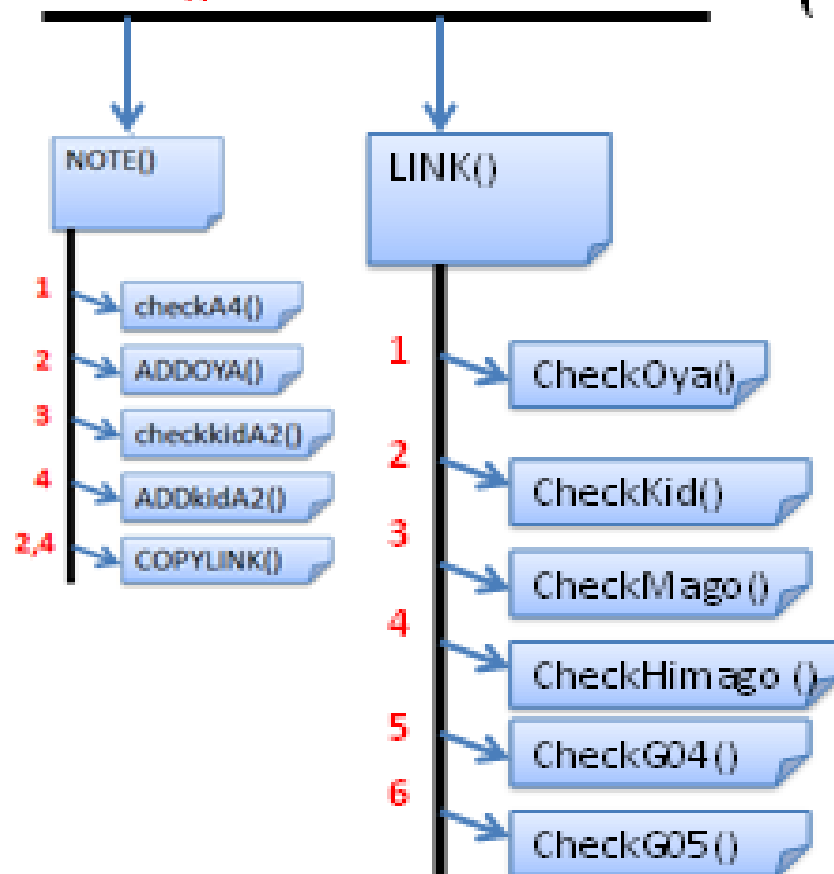 NOTE()
1
checkA4()
2
ADDOYA()
3
checkkidA2()
4
ADDkidA2()
2,4
COPYLINK()
LINK()
1
CheckOya()
2
CheckKid()
3
CheckMago()
4
CheckHimago ()
5
CheckG04()
6
CheckG05()